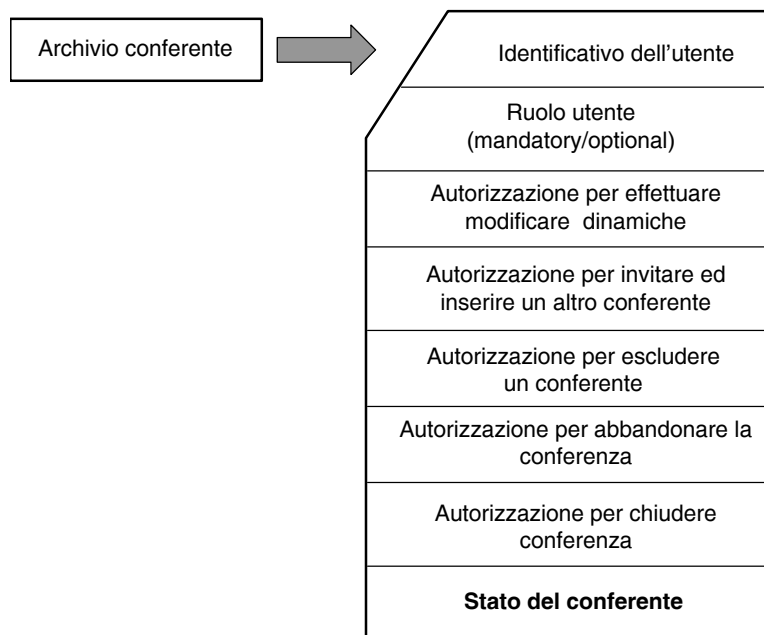 Archivio conferente
Identificativo dell'utente
Ruolo utente
(mandatory/optional)
Autorizzazione per effettuare
modificare dinamiche
Autorizzazione per invitare ed
inserire un altro conferente
Autorizzazione per escludere
un conferente
Autorizzazione per abbandonare la
conferenza
Autorizzazione per chiudere
conferenza
Stato del conferente